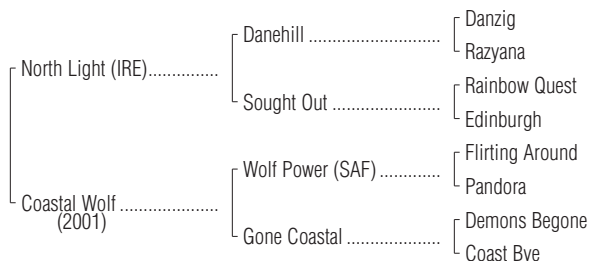 Danzig
Danehill ................................
Razyana
North Light (IRE)...............
Rainbow Quest
Sought Out ..........................
Edinburgh
Flirting Around
Wolf Power (SAF) ..............
Pandora
Coastal Wolf .......................
(2001)
Demons Begone
Gone Coastal .......................
Coast Bye